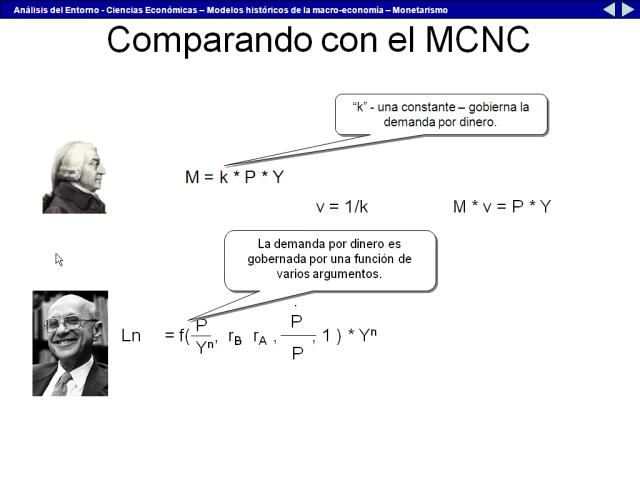 Análisis del Entorno - Ciencias Económicas – Modelos históricos de la macro-economía – Monetarismo
Comparando con el MCNC
“k” - una constante – gobierna la
demanda por dinero.
M = k * P * Y
v = 1/k
M * v = P * Y
La demanda por dinero es
gobernada por una función de
varios argumentos.
Ln = f( P/Yⁿ, r_B r_A , Ṗ/P , 1 ) * Yⁿ